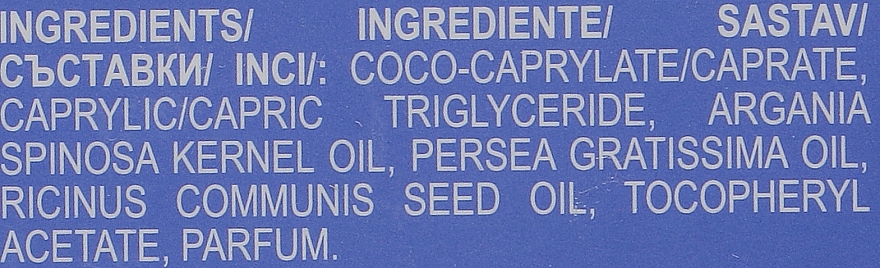 INGREDIENTS/ INGREDIENTE/ SASTAV/
СЪСТАВКИ/ INCI/: COCO-CAPRYLATE/CAPRATE,
CAPRYLIC/CAPRIC TRIGLYCERIDE, ARGANIA
SPINOSA KERNEL OIL, PERSEA GRATISSIMA OIL,
RICINUS COMMUNIS SEED OIL, TOCOPHERYL
ACETATE, PARFUM.